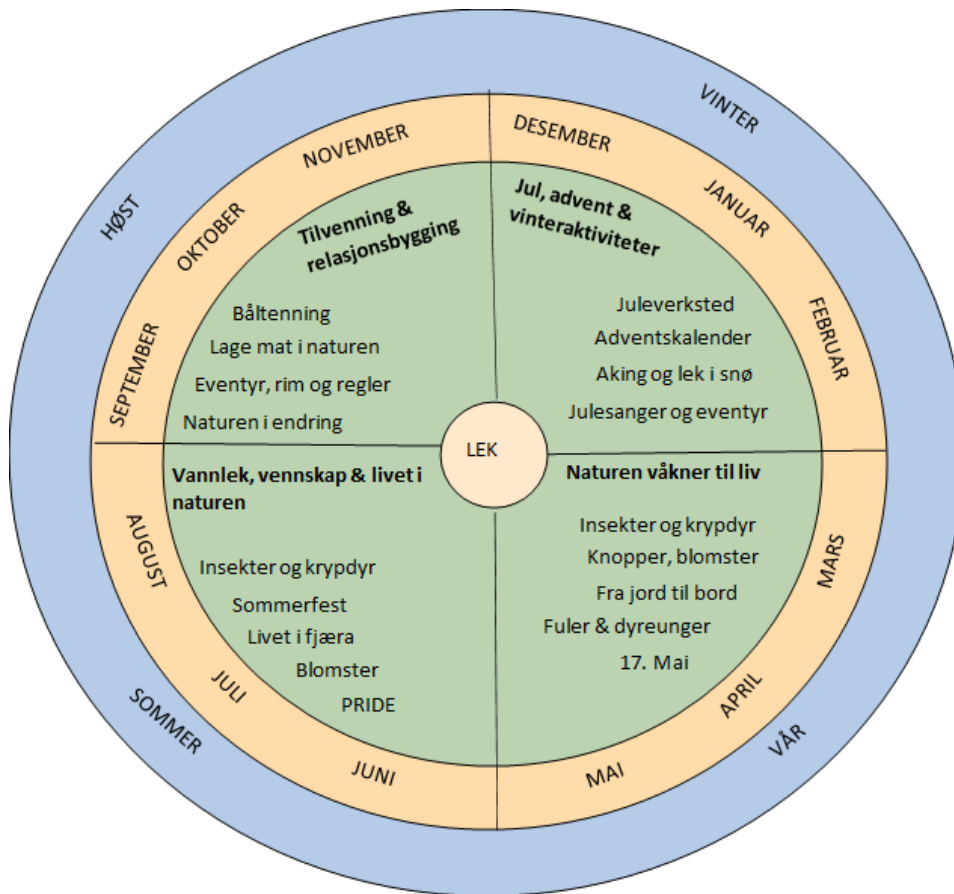 VINTER
DESEMBER
JANUAR
FEBRUAR
Jul, advent &
vinteraktiviteter
Juleverksted
Adventskalender
Aking og lek i snø
Julesanger og eventyr
VÅR
MARS
APRIL
MAI
Naturen våkner til liv
Insekter og krypdyr
Knopper, blomster
Fra jord til bord
Fuler & dyreunger
17. Mai
SOMMER
JUNI
JULI
AUGUST
Vannlek, vennskap & livet i
naturen
Insekter og krypdyr
Sommerfest
Livet i fjæra
Blomster
PRIDE
HØST
SEPTEMBER
OKTOBER
NOVEMBER
Tilvenning &
relasjonsbygging
Båltenning
Lage mat i naturen
Eventyr, rim og regler
Naturen i endring
LEK